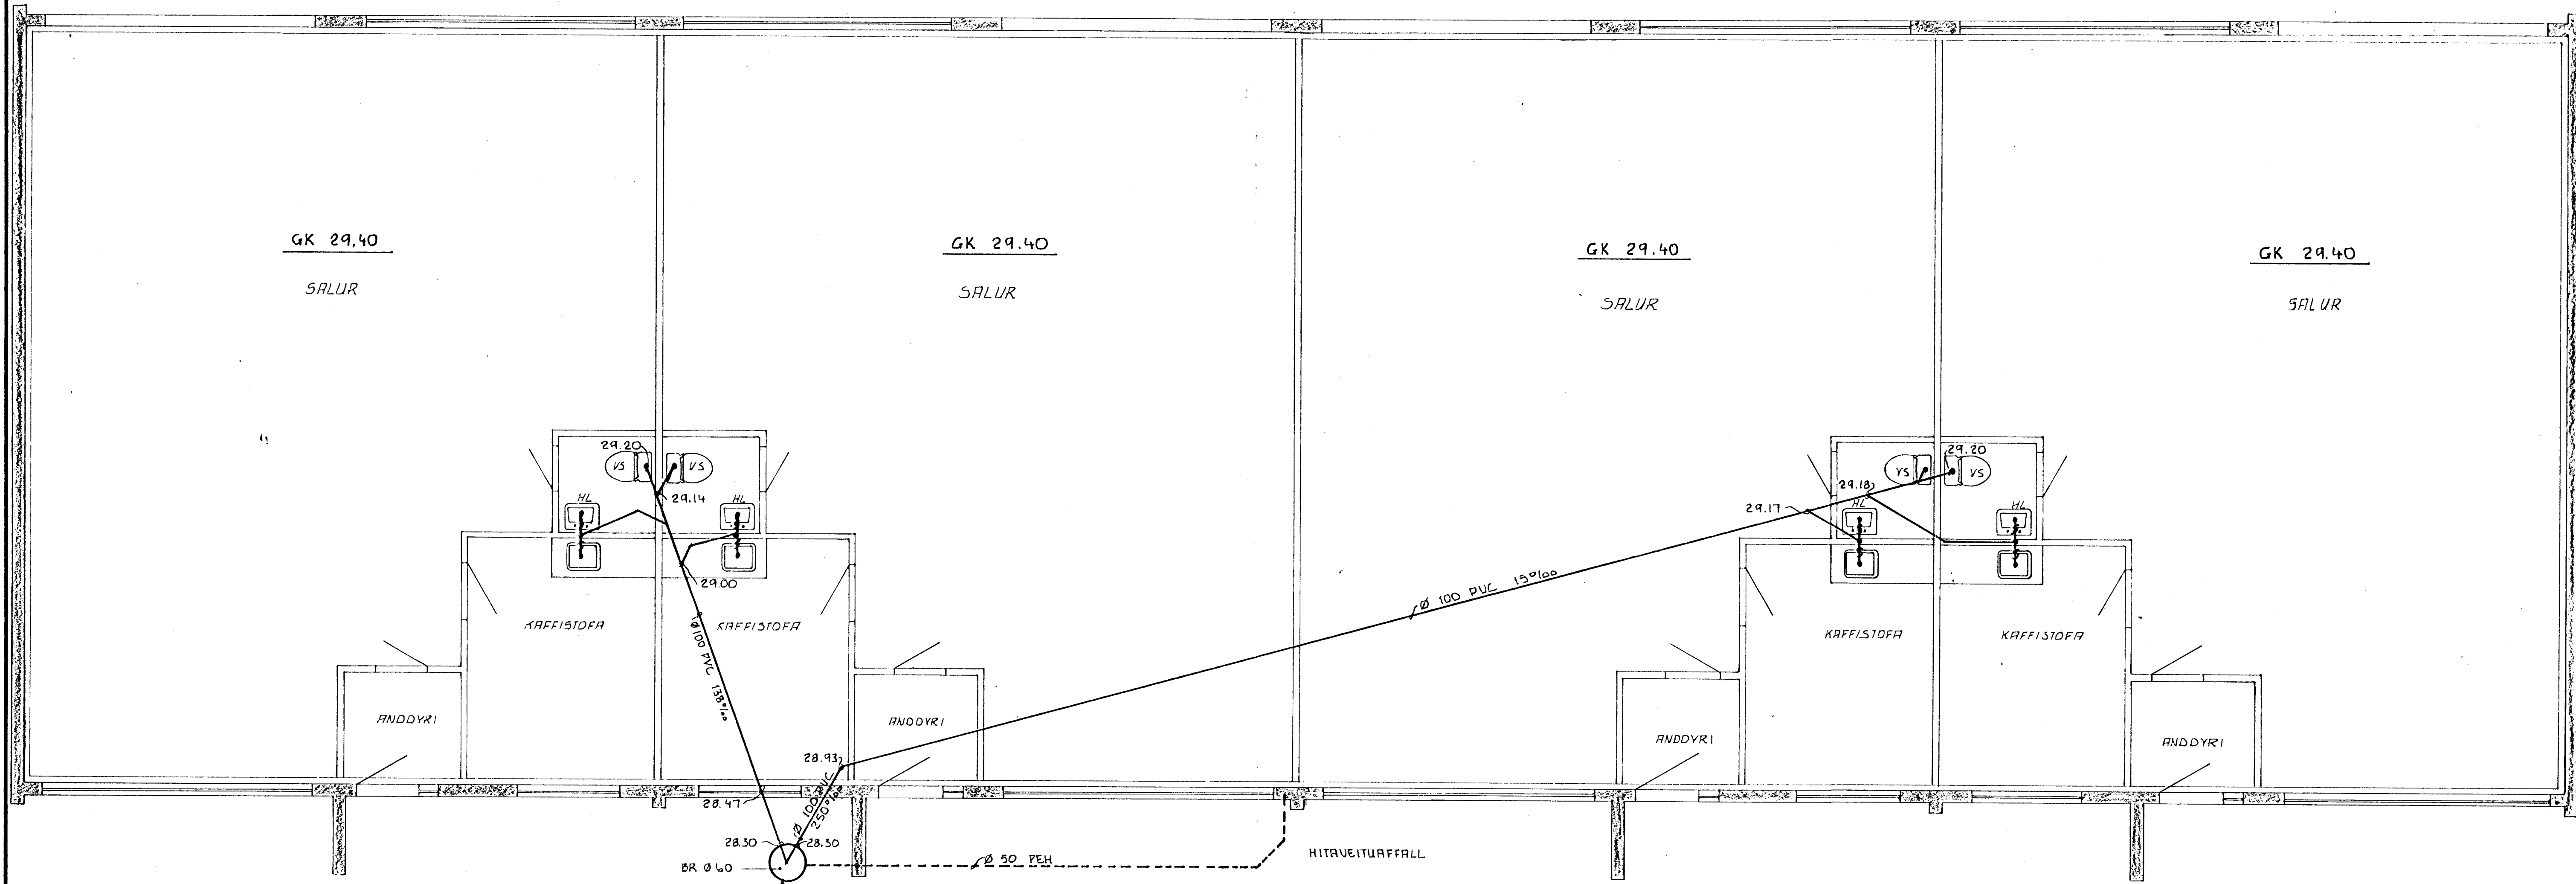 GK 29,40
SALUR
GK 29.40
SALUR
GK 29.40
SALUR
GK 29.40
SALUR
29.20
VS
VS
29.14
HL
HL
29.00
KAFFISTOFA
KAFFISTOFA
Ø 100 PVC 138‰
ANDDYRI
ANDDYRI
29.20
VS
VS
29.18
29.17
HL
HL
Ø 100 PVC 15‰
KAFFISTOFA
KAFFISTOFA
ANDDYRI
ANDDYRI
28.93
28.47
Ø 100 PVC
250‰
28.30
28.30
BR Ø 60
Ø 50 PEH
HITAVEITUAFFALL